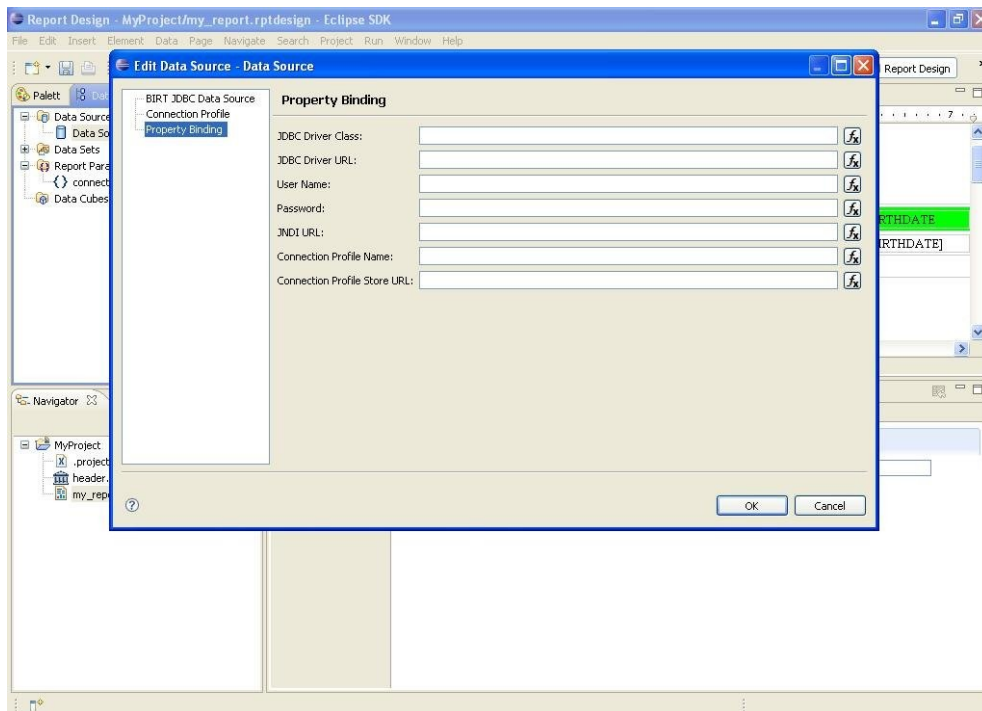 Report Design - MyProject/my_report.rptdesign - Eclipse SDK
File Edit Insert Element Data Page Navigate Search Project Run Window Help
Report Design
Palett
Data Source
Data So
Data Sets
Report Para
connect
Data Cubes
Edit Data Source - Data Source
BIRT JDBC Data Source
Connection Profile
Property Binding
Property Binding
JDBC Driver Class:
JDBC Driver URL:
User Name:
Password:
JNDI URL:
Connection Profile Name:
Connection Profile Store URL:
OK
Cancel
7
RTHDATE
IRTHDATE]
Navigator
MyProject
.project
header.
my_repo